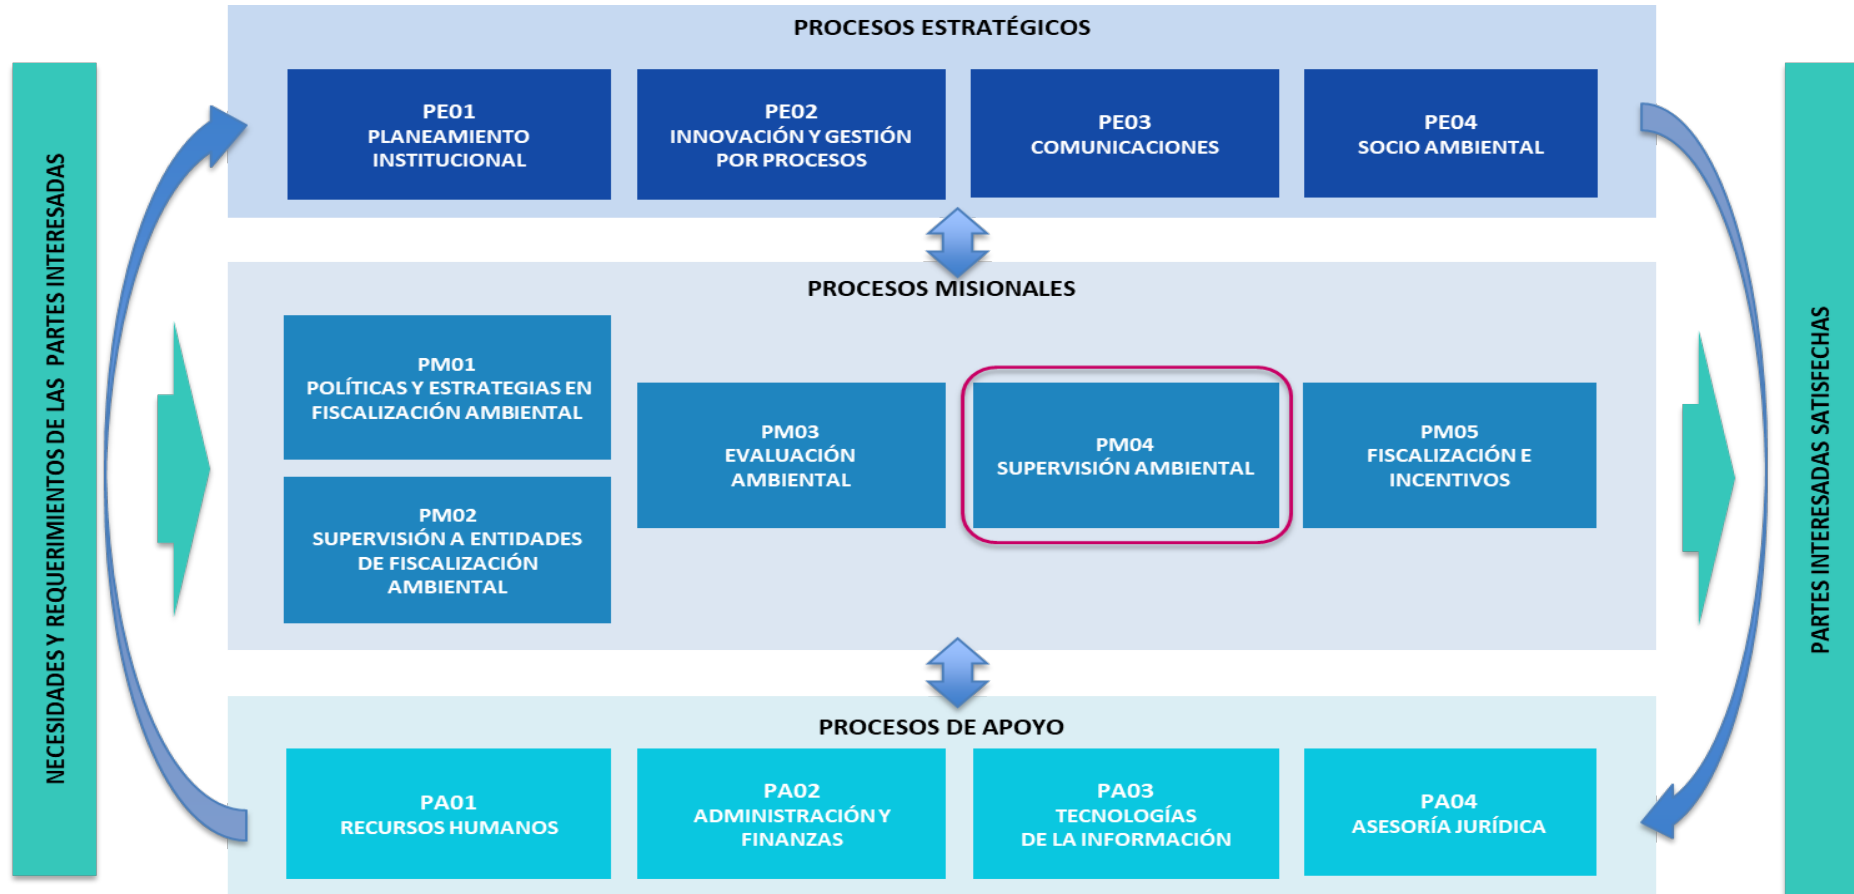 PROCESOS ESTRATÉGICOS
PE01
PLANEAMIENTO
INSTITUCIONAL
PE02
INNOVACIÓN Y GESTIÓN
POR PROCESOS
PE03
COMUNICACIONES
PE04
SOCIO AMBIENTAL
NECESIDADES Y REQUERIMIENTOS DE LAS PARTES INTERESADAS
PROCESOS MISIONALES
PM01
POLÍTICAS Y ESTRATEGIAS EN
FISCALIZACIÓN AMBIENTAL
PM02
SUPERVISIÓN A ENTIDADES
DE FISCALIZACIÓN
AMBIENTAL
PM03
EVALUACIÓN
AMBIENTAL
PM04
SUPERVISIÓN AMBIENTAL
PM05
FISCALIZACIÓN E
INCENTIVOS
PARTES INTERESADAS SATISFECHAS
PROCESOS DE APOYO
PA01
RECURSOS HUMANOS
PA02
ADMINISTRACIÓN Y
FINANZAS
PA03
TECNOLOGÍAS
DE LA INFORMACIÓN
PA04
ASESORÍA JURÍDICA